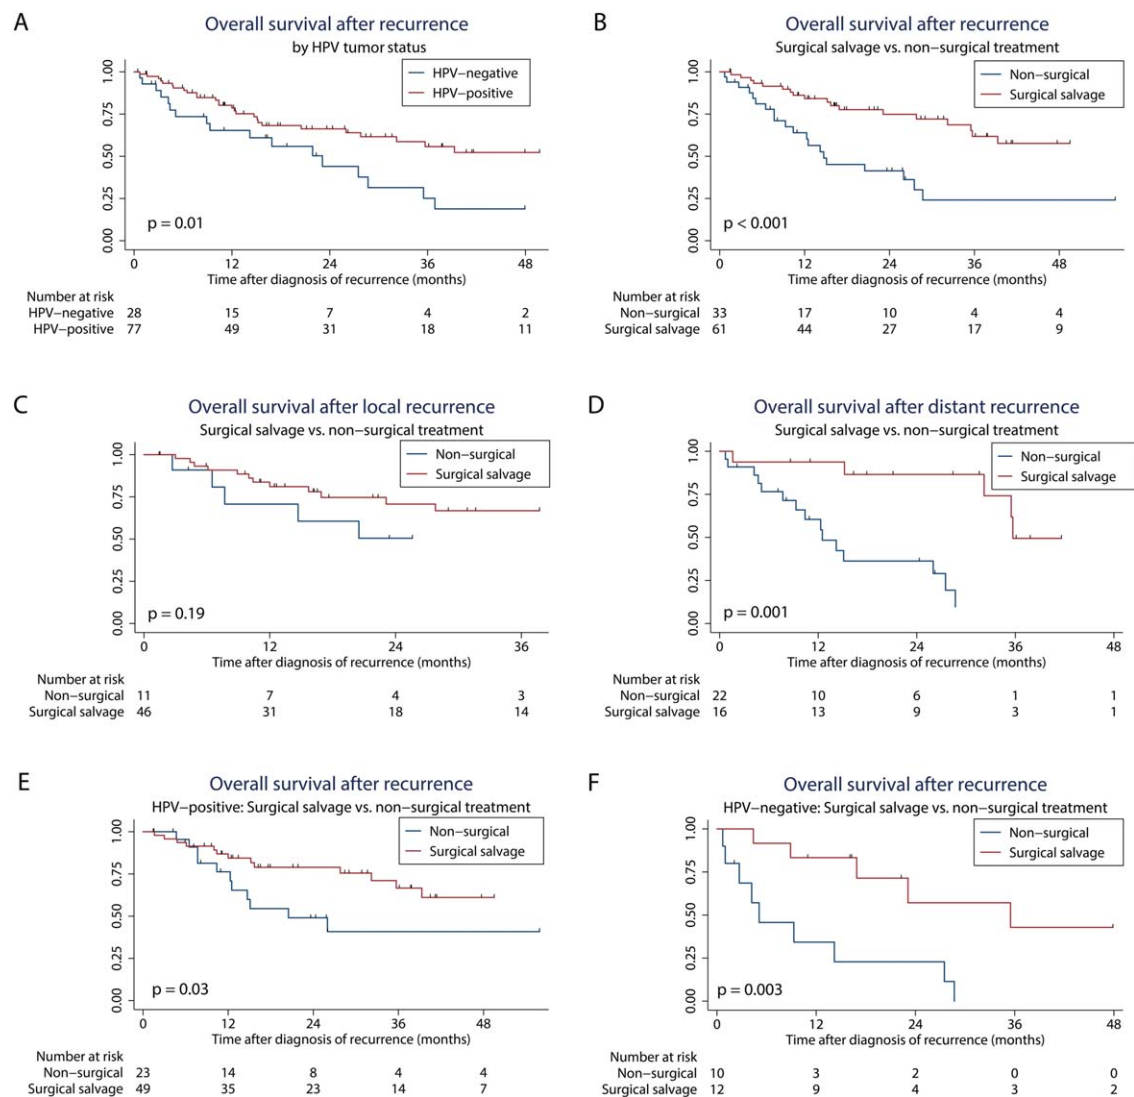 A
Overall survival after recurrence
by HPV tumor status
HPV−negative
HPV−positive
1.00
0.75
0.50
0.25
0.00
p = 0.01
0 12 24 36 48
Time after diagnosis of recurrence (months)
Number at risk
HPV−negative 28 15 7 4 2
HPV−positive 77 49 31 18 11
B
Overall survival after recurrence
Surgical salvage vs. non−surgical treatment
Non−surgical
Surgical salvage
1.00
0.75
0.50
0.25
0.00
p < 0.001
0 12 24 36 48
Time after diagnosis of recurrence (months)
Number at risk
Non−surgical 33 17 10 4 4
Surgical salvage 61 44 27 17 9
C
Overall survival after local recurrence
Surgical salvage vs. non−surgical treatment
Non−surgical
Surgical salvage
1.00
0.75
0.50
0.25
0.00
p = 0.19
0 12 24 36
Time after diagnosis of recurrence (months)
Number at risk
Non−surgical 11 7 4 3
Surgical salvage 46 31 18 14
D
Overall survival after distant recurrence
Surgical salvage vs. non−surgical treatment
Non−surgical
Surgical salvage
1.00
0.75
0.50
0.25
0.00
p = 0.001
0 12 24 36 48
Time after diagnosis of recurrence (months)
Number at risk
Non−surgical 22 10 6 1 1
Surgical salvage 16 13 9 3 1
E
Overall survival after recurrence
HPV−positive: Surgical salvage vs. non−surgical treatment
Non−surgical
Surgical salvage
1.00
0.75
0.50
0.25
0.00
p = 0.03
0 12 24 36 48
Time after diagnosis of recurrence (months)
Number at risk
Non−surgical 23 14 8 4 4
Surgical salvage 49 35 23 14 7
F
Overall survival after recurrence
HPV−negative: Surgical salvage vs. non−surgical treatment
Non−surgical
Surgical salvage
1.00
0.75
0.50
0.25
0.00
p = 0.003
0 12 24 36 48
Time after diagnosis of recurrence (months)
Number at risk
Non−surgical 10 3 2 0 0
Surgical salvage 12 9 4 3 2